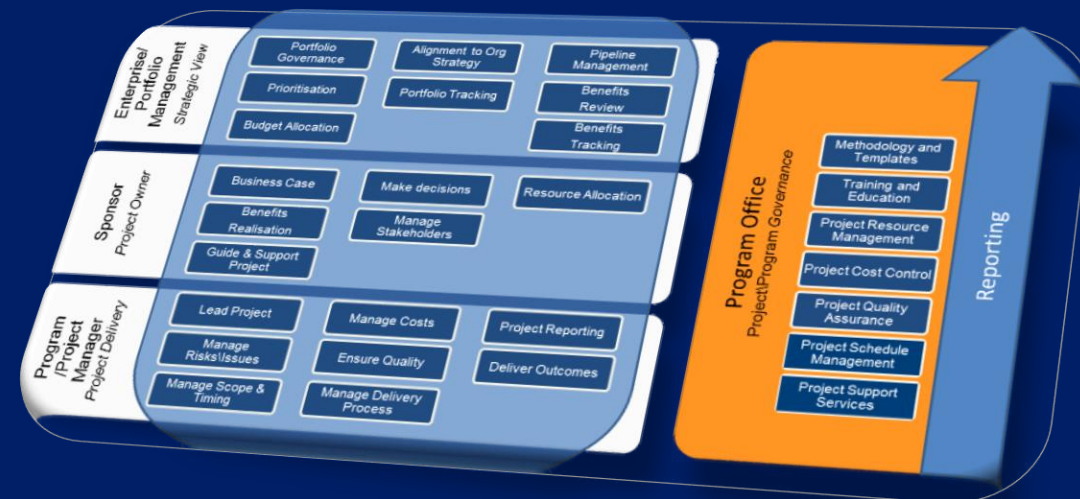 Enterprise/
Portfolio
Management
Strategic View
Portfolio
Governance
Alignment to Org
Strategy
Pipeline
Management
Prioritisation
Portfolio Tracking
Benefits
Review
Budget Allocation
Benefits
Tracking
Sponsor
Project Owner
Business Case
Make decisions
Resource Allocation
Benefits
Realisation
Manage
Stakeholders
Guide & Support
Project
Program
/Project
Manager
Project Delivery
Lead Project
Manage Costs
Project Reporting
Manage
Risks\Issues
Ensure Quality
Deliver Outcomes
Manage Scope &
Timing
Manage Delivery
Process
Program Office
Project\Program Governance
Methodology and
Templates
Training and
Education
Project Resource
Management
Project Cost Control
Project Quality
Assurance
Project Schedule
Management
Project Support
Services
Reporting